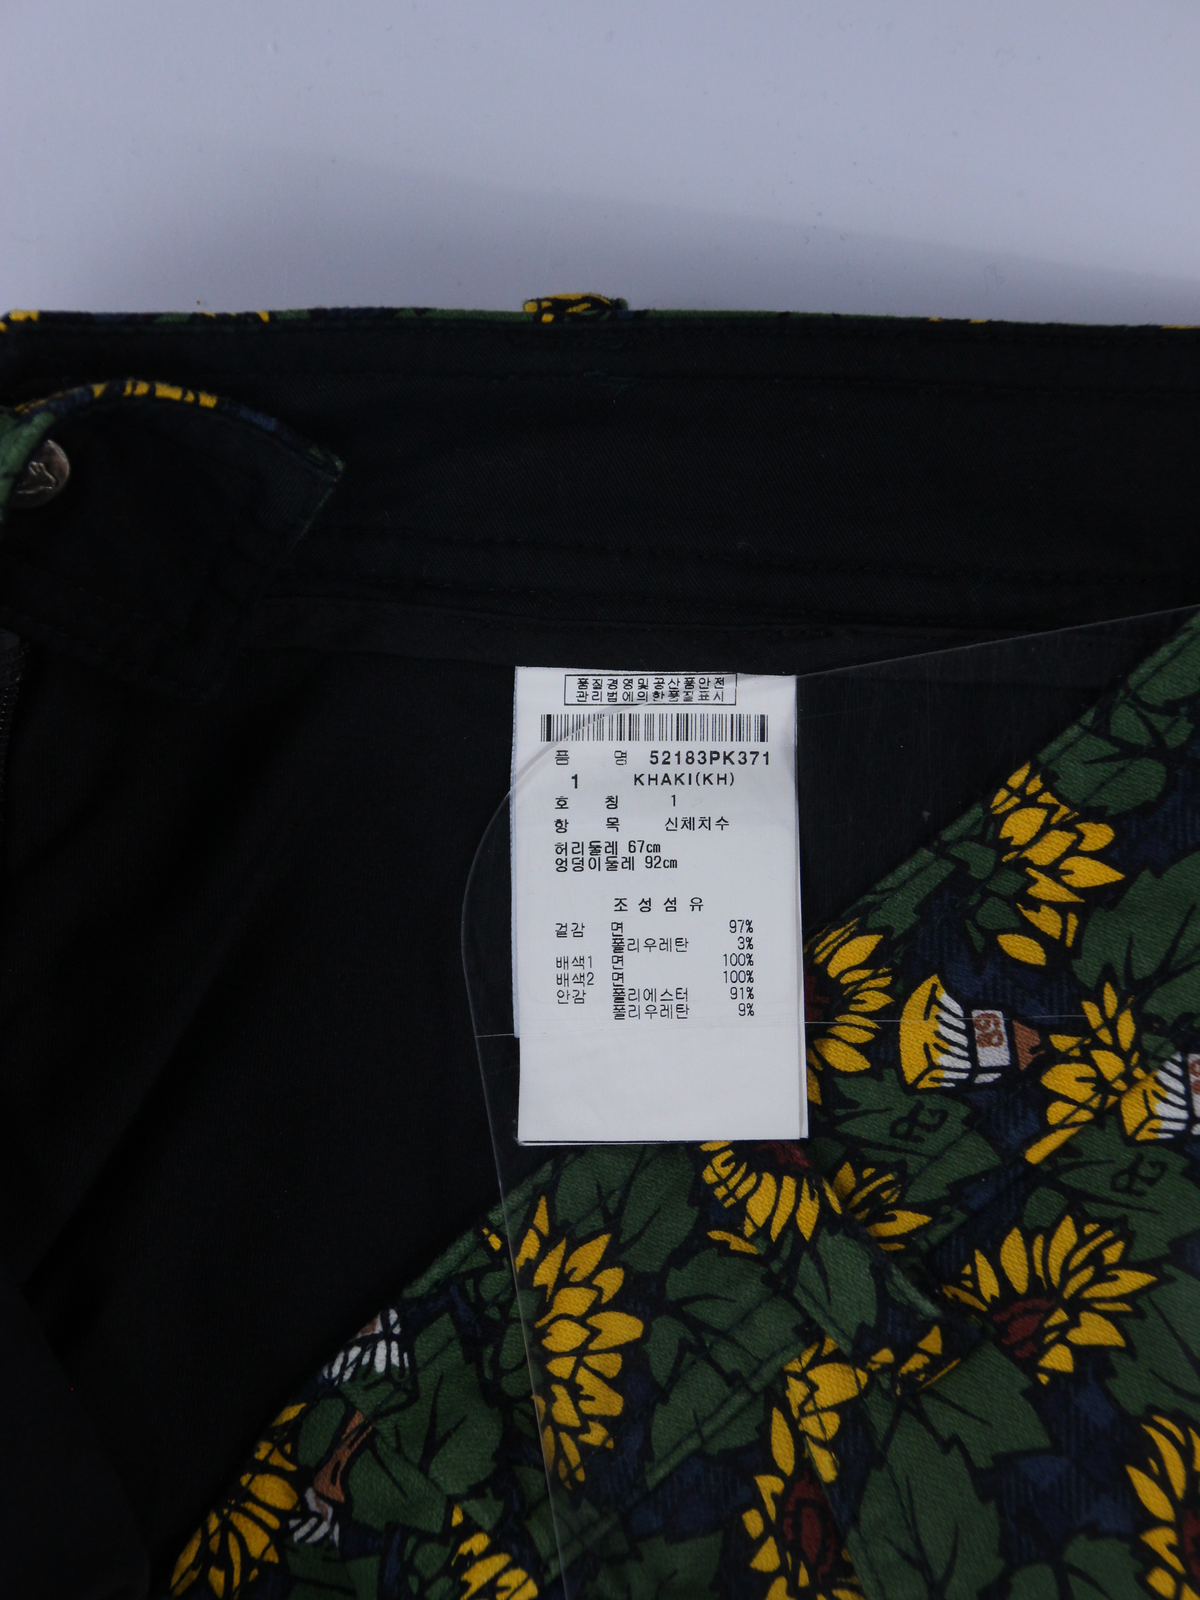 품질경영및공산품안전
관리법에의한품질표시
품 명 52183PK371
1 KHAKI(KH)
호 칭 1
항 목 신체치수
허리둘레 67cm
엉덩이둘레 92cm
조 성 섬 유
겉감 면 97%
폴리우레탄 3%
배색1 면 100%
배색2 면 100%
안감 폴리에스터 91%
폴리우레탄 9%
89